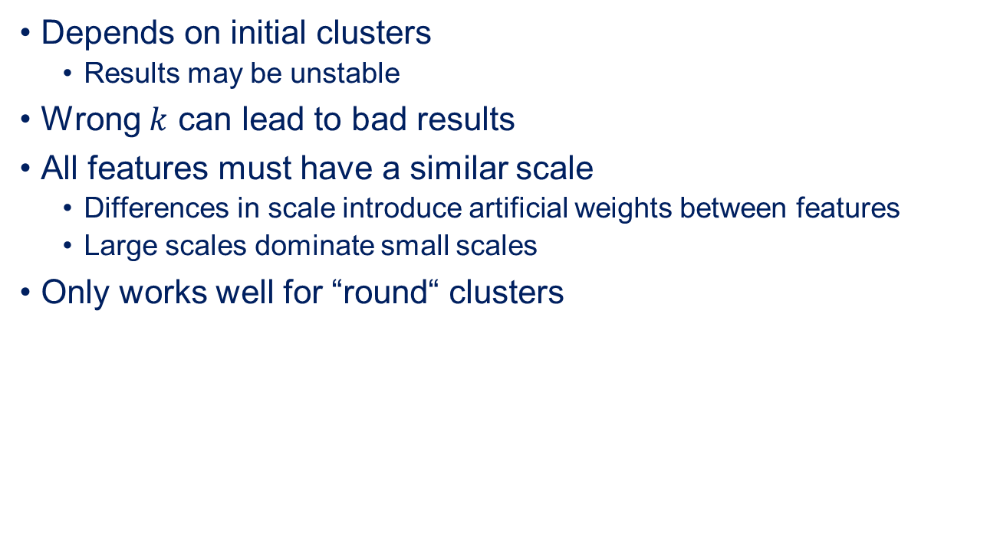 • Depends on initial clusters
• Results may be unstable
• Wrong 𝑘 can lead to bad results
• All features must have a similar scale
• Differences in scale introduce artificial weights between features
• Large scales dominate small scales
• Only works well for “round“ clusters